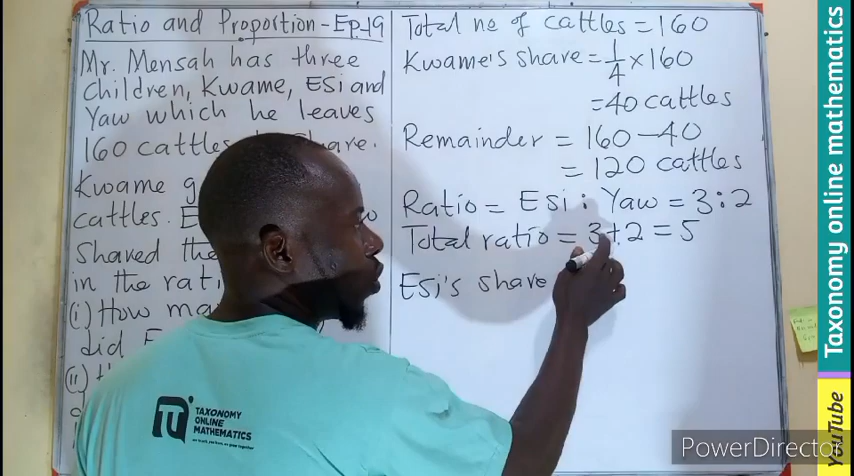 Ratio and Proportion - Ep.19
Mr. Mensah has three
children, Kwame, Esi and
Yaw which he leaves
160 cattles
Kwame
cattles.
Shared
in the
(i) How
did
(ii)
Total no of cattles = 160
Kwame's share = 1/4 × 160
= 40 cattles
Remainder = 160 - 40
= 120 cattles
Ratio = Esi : Yaw = 3 : 2
Total ratio = 3 + 2 = 5
Esi's share
TAXONOMY
ONLINE
MATHEMATICS
Taxonomy online mathematics
YouTube
PowerDirector